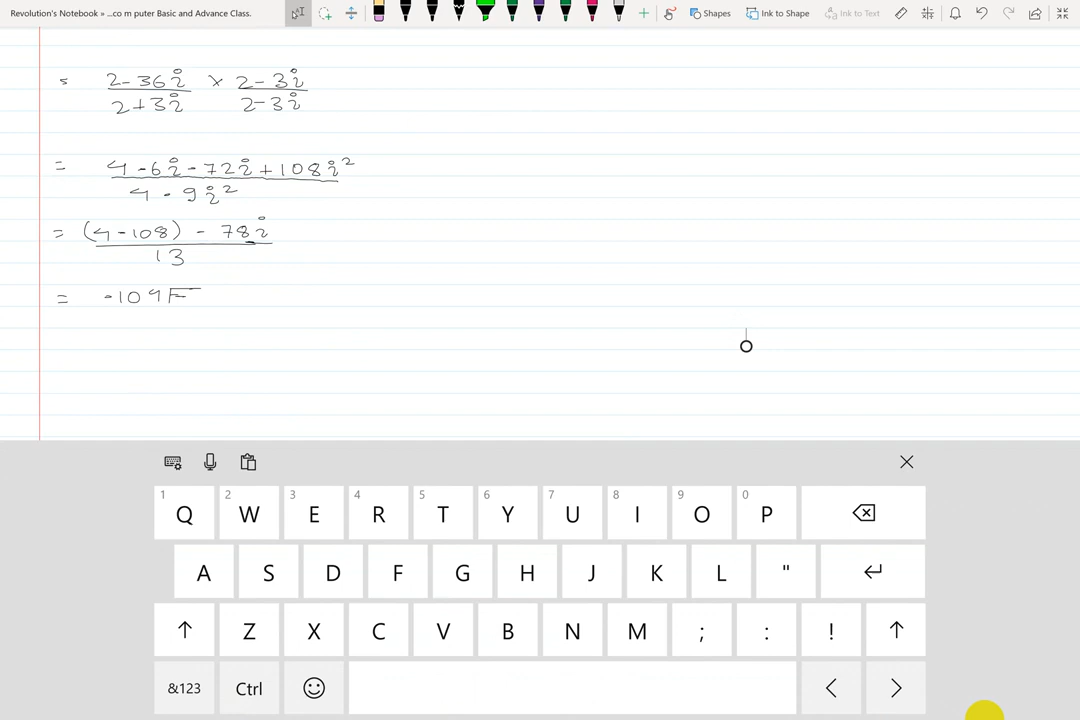 Revolution's Notebook » ...co m puter Basic and Advance Class.
Shapes
Ink to Shape
Ink to Text
= 2-36i/2+3i × 2-3i/2-3i
= 4-6i-72i+108i²/4-9i²
= (4-108)-78i/13
= -104
1 Q 2 W 3 E 4 R 5 T 6 Y 7 U 8 I 9 O 0 P
A S D F G H J K L "
↑ Z X C V B N M ; : ! ↑
&123 Ctrl < >